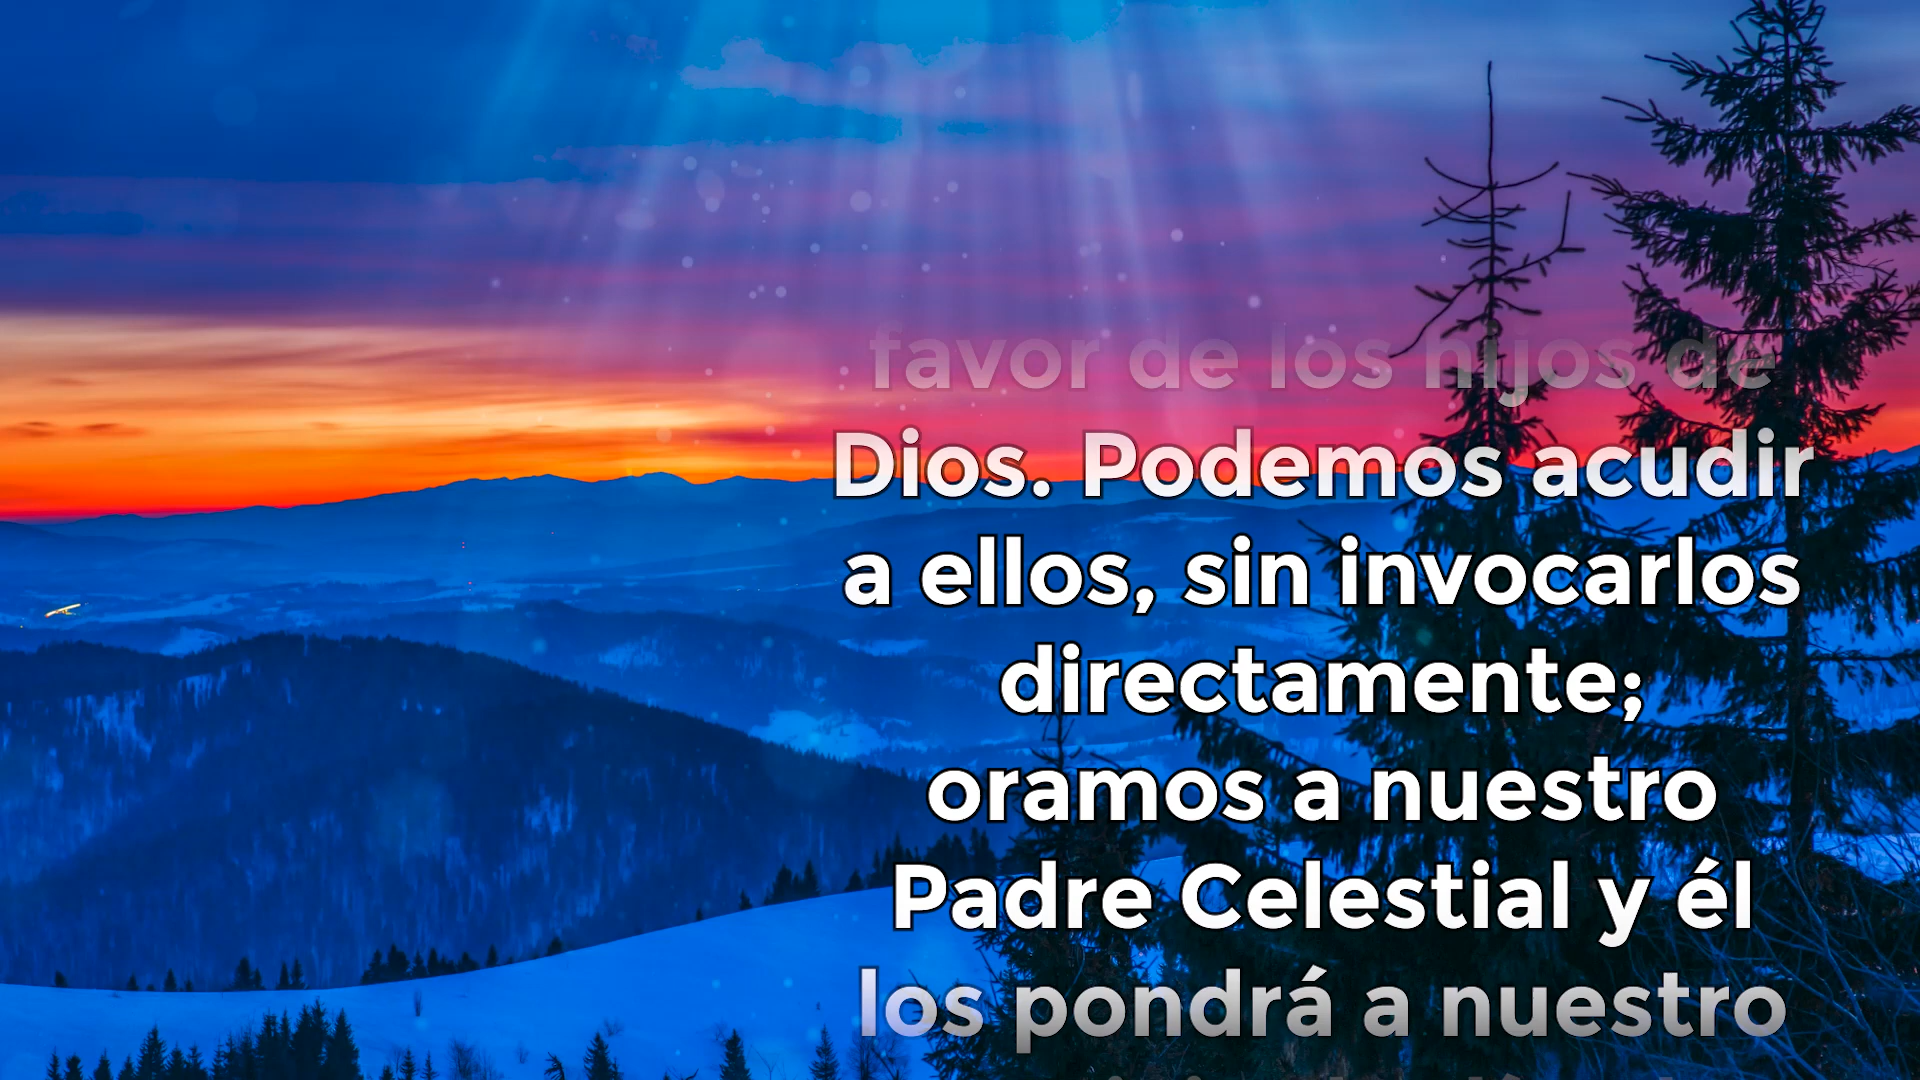 favor de los hijos de
Dios. Podemos acudir
a ellos, sin invocarlos
directamente;
oramos a nuestro
Padre Celestial y él
los pondrá a nuestro